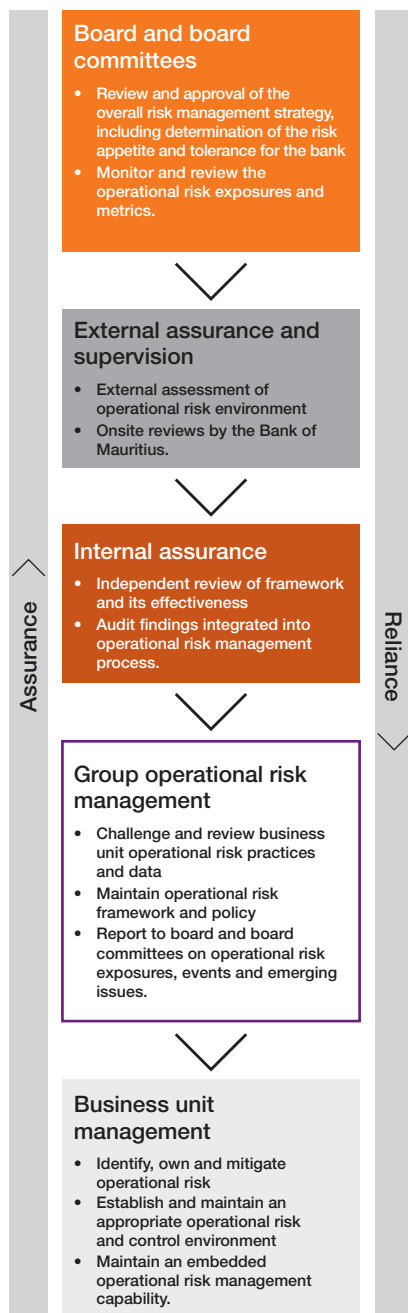 Board and board
committees
• Review and approval of the
overall risk management strategy,
including determination of the risk
appetite and tolerance for the bank
• Monitor and review the
operational risk exposures and
metrics.
External assurance and
supervision
• External assessment of
operational risk environment
• Onsite reviews by the Bank of
Mauritius.
Internal assurance
• Independent review of framework
and its effectiveness
• Audit findings integrated into
operational risk management
process.
Assurance
Reliance
Group operational risk
management
• Challenge and review business
unit operational risk practices
and data
• Maintain operational risk
framework and policy
• Report to board and board
committees on operational risk
exposures, events and emerging
issues.
Business unit
management
• Identify, own and mitigate
operational risk
• Establish and maintain an
appropriate operational risk
and control environment
• Maintain an embedded
operational risk management
capability.